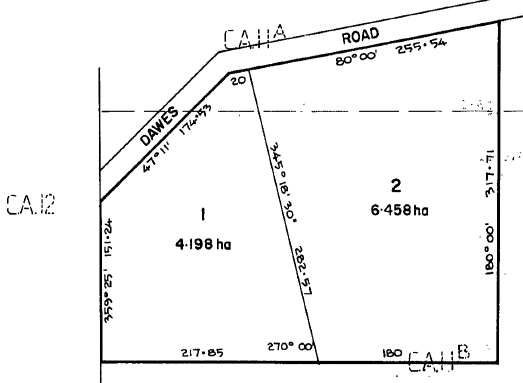 CA.11A
ROAD
80°00' 255·54
20
DAWES
47°11' 174·53
345°18'30"
282·57
317·71
180°00'
2
6·458ha
CA.12
1
4·198 ha
359°25' 151·24
217·85
270°00'
180
CA.11B